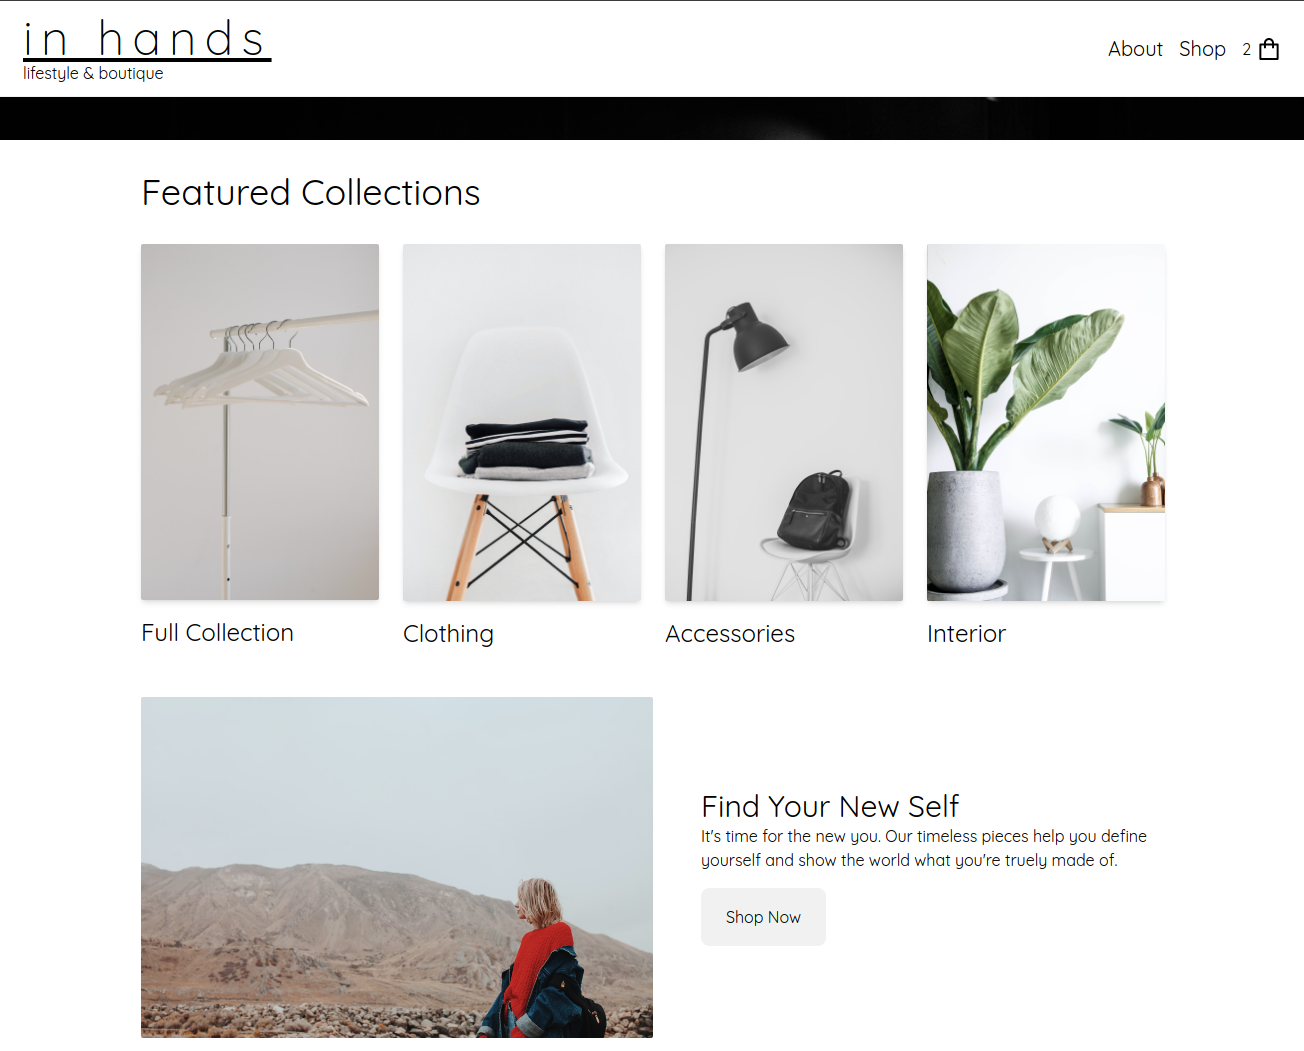 in hands
lifestyle & boutique
About Shop 2
Featured Collections
Full Collection
Clothing
Accessories
Interior
Find Your New Self
It's time for the new you. Our timeless pieces help you define
yourself and show the world what you're truely made of.
Shop Now